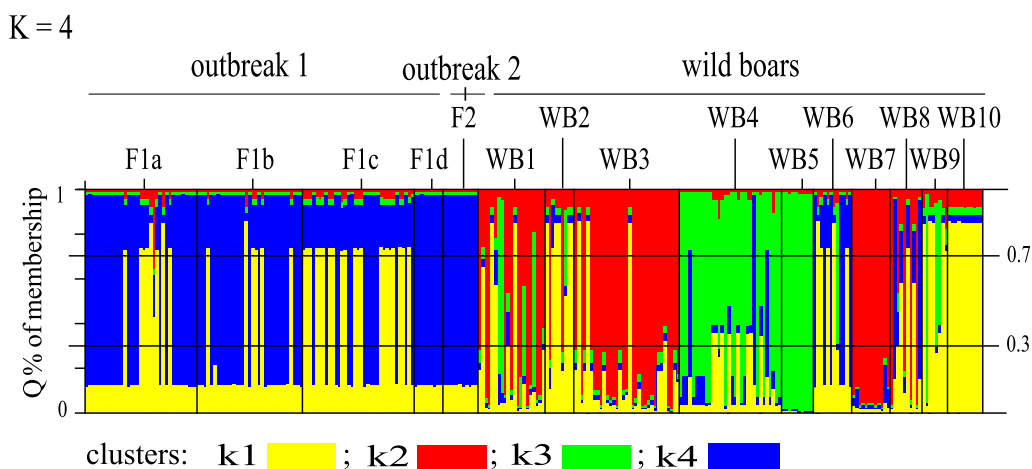 K = 4
outbreak 1 outbreak 2 wild boars
F2 WB2 WB4 WB6 WB8 WB10
F1a F1b F1c F1d WB1 WB3 WB5 WB7 WB9
1
0.7
0.3
0
Q % of membership
clusters: k1 ; k2 ; k3 ; k4